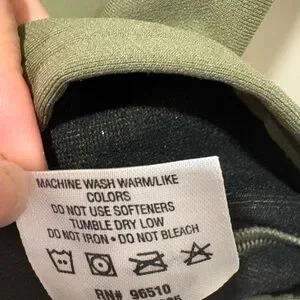 MACHINE WASH WARM/LIKE
COLORS
DO NOT USE SOFTENERS
TUMBLE DRY LOW
DO NOT IRON • DO NOT BLEACH
RN# 96510